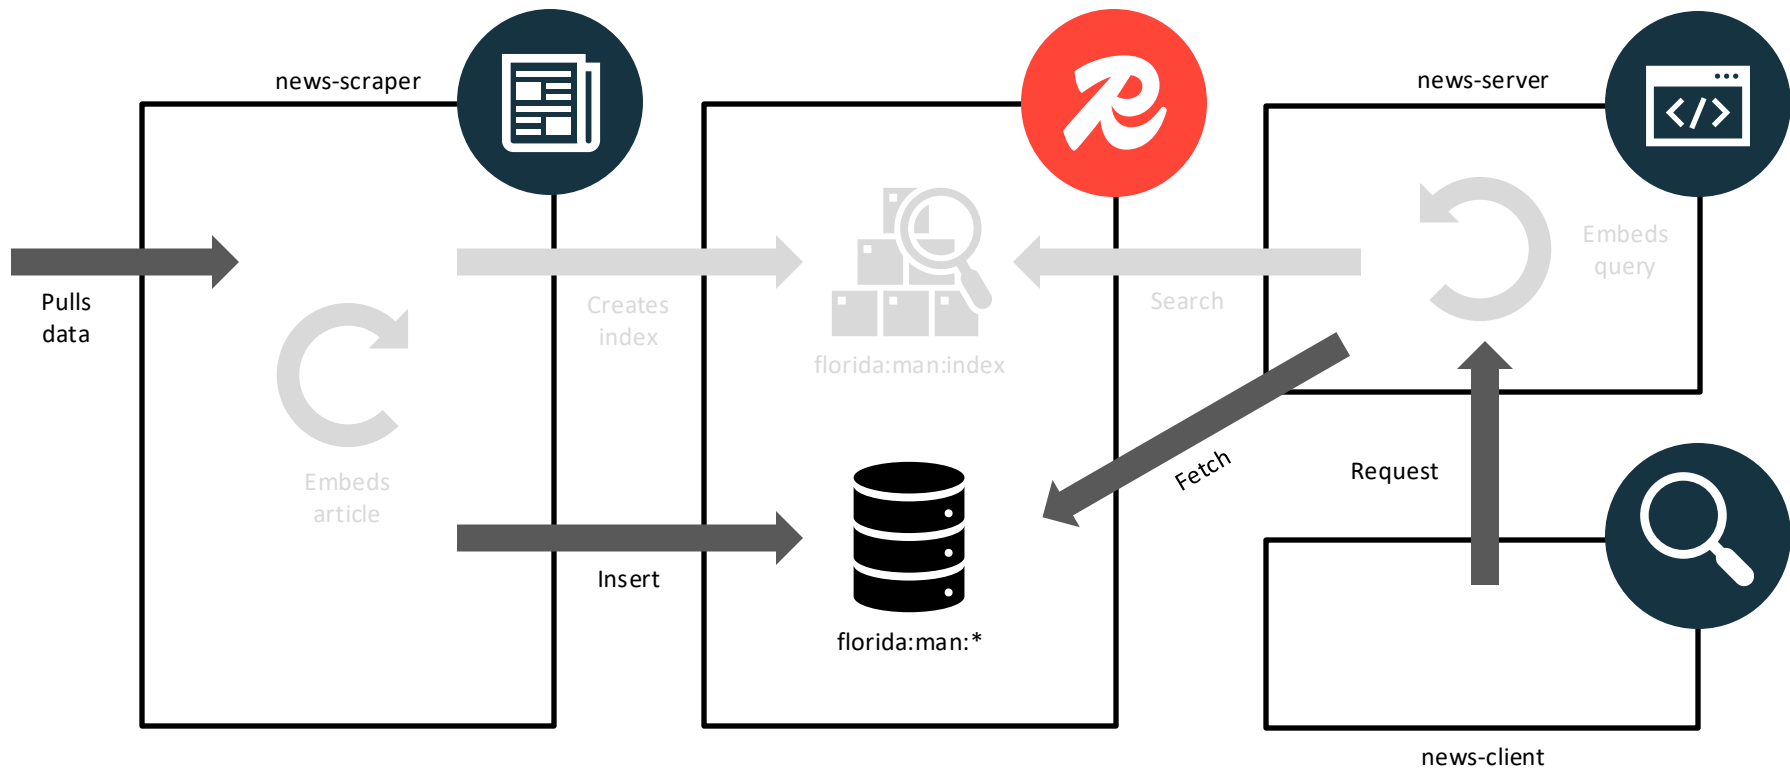 news-scraper
news-server
Pulls
data
Creates
index
Search
Embeds
query
florida:man:index
Embeds
article
Fetch
Request
Insert
florida:man:*
news-client